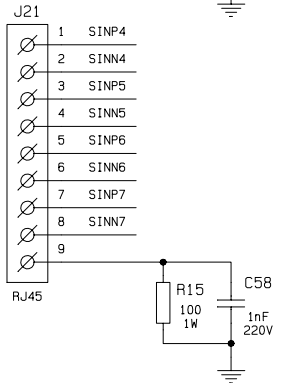 J21
1 SINP4
2 SINN4
3 SINP5
4 SINN5
5 SINP6
6 SINN6
7 SINP7
8 SINN7
9
RJ45
R15
100
1W
C58
1nF
220V